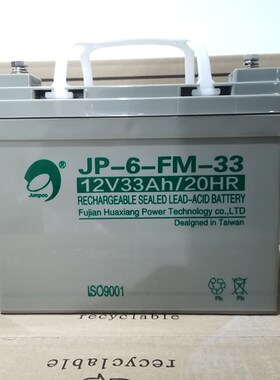 Jumpoo
®
JP-6-FM-33
12V33Ah/20HR
RECHARGEABLE SEALED LEAD-ACID BATTERY
Fujian Huaxiang Power Technology co.,LTD
Dealgned in Taiwan
ISO9001
Pb
Pb
recyclable
recyc